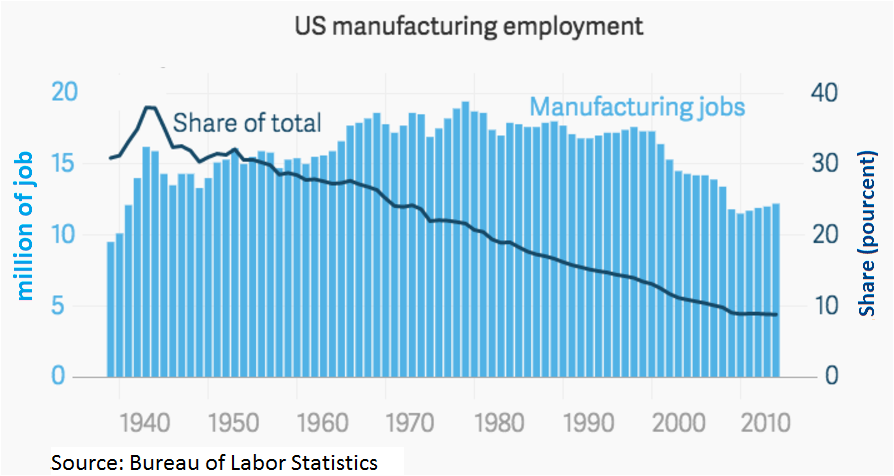 US manufacturing employment
20
15
10
5
0
million of job
Share of total
Manufacturing jobs
40
30
20
10
0
Share (pourcent)
1940 1950 1960 1970 1980 1990 2000 2010
Source: Bureau of Labor Statistics